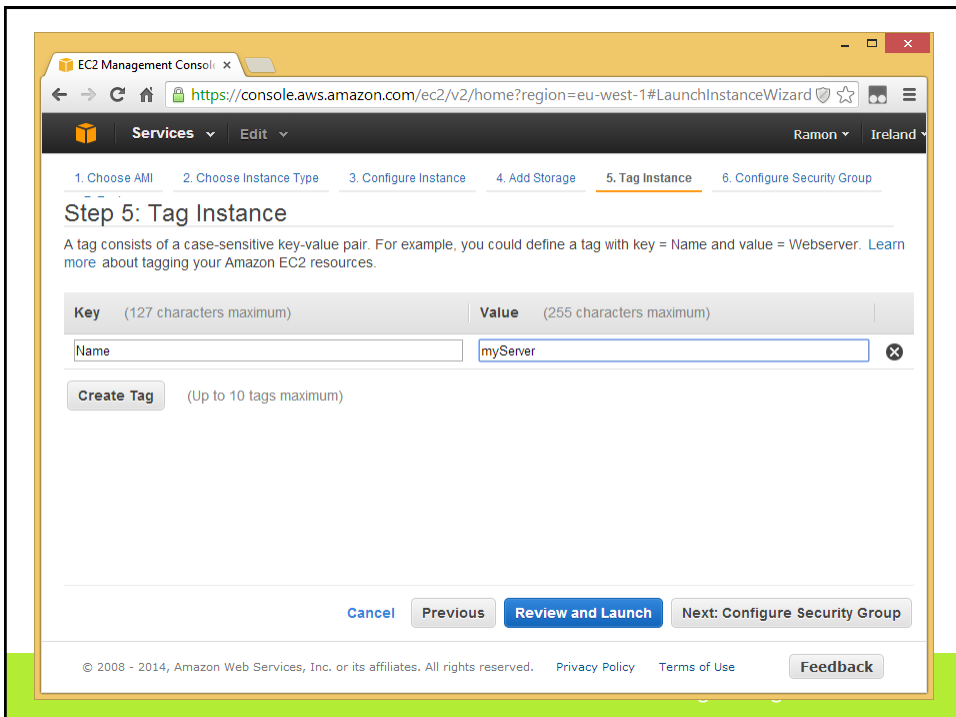 EC2 Management Consol
https://console.aws.amazon.com/ec2/v2/home?region=eu-west-1#LaunchInstanceWizard
Services Edit Ramon Ireland
1. Choose AMI 2. Choose Instance Type 3. Configure Instance 4. Add Storage 5. Tag Instance 6. Configure Security Group
Step 5: Tag Instance
A tag consists of a case-sensitive key-value pair. For example, you could define a tag with key = Name and value = Webserver. Learn
more about tagging your Amazon EC2 resources.
Key (127 characters maximum) Value (255 characters maximum)
Name myServer
Create Tag (Up to 10 tags maximum)
Cancel Previous Review and Launch Next: Configure Security Group
© 2008 - 2014, Amazon Web Services, Inc. or its affiliates. All rights reserved. Privacy Policy Terms of Use Feedback